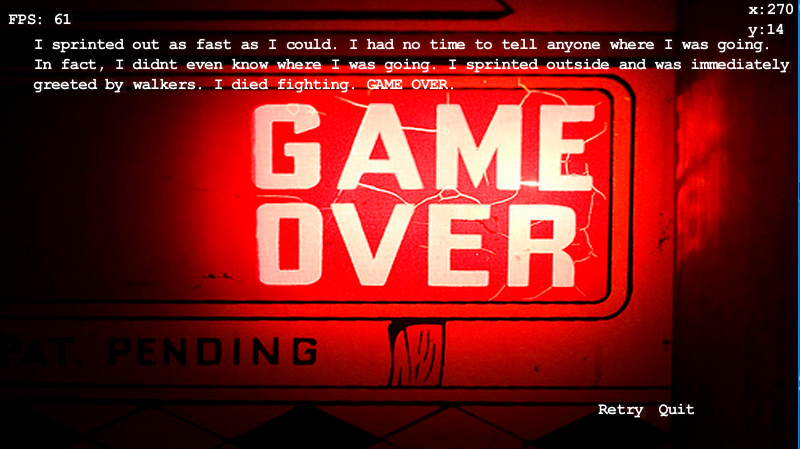 FPS: 61
x:270
y:14
I sprinted out as fast as I could. I had no time to tell anyone where I was going.
In fact, I didnt even know where I was going. I sprinted outside and was immediately
greeted by walkers. I died fighting. GAME OVER.
GAME
OVER
PAT. PENDING
Retry Quit